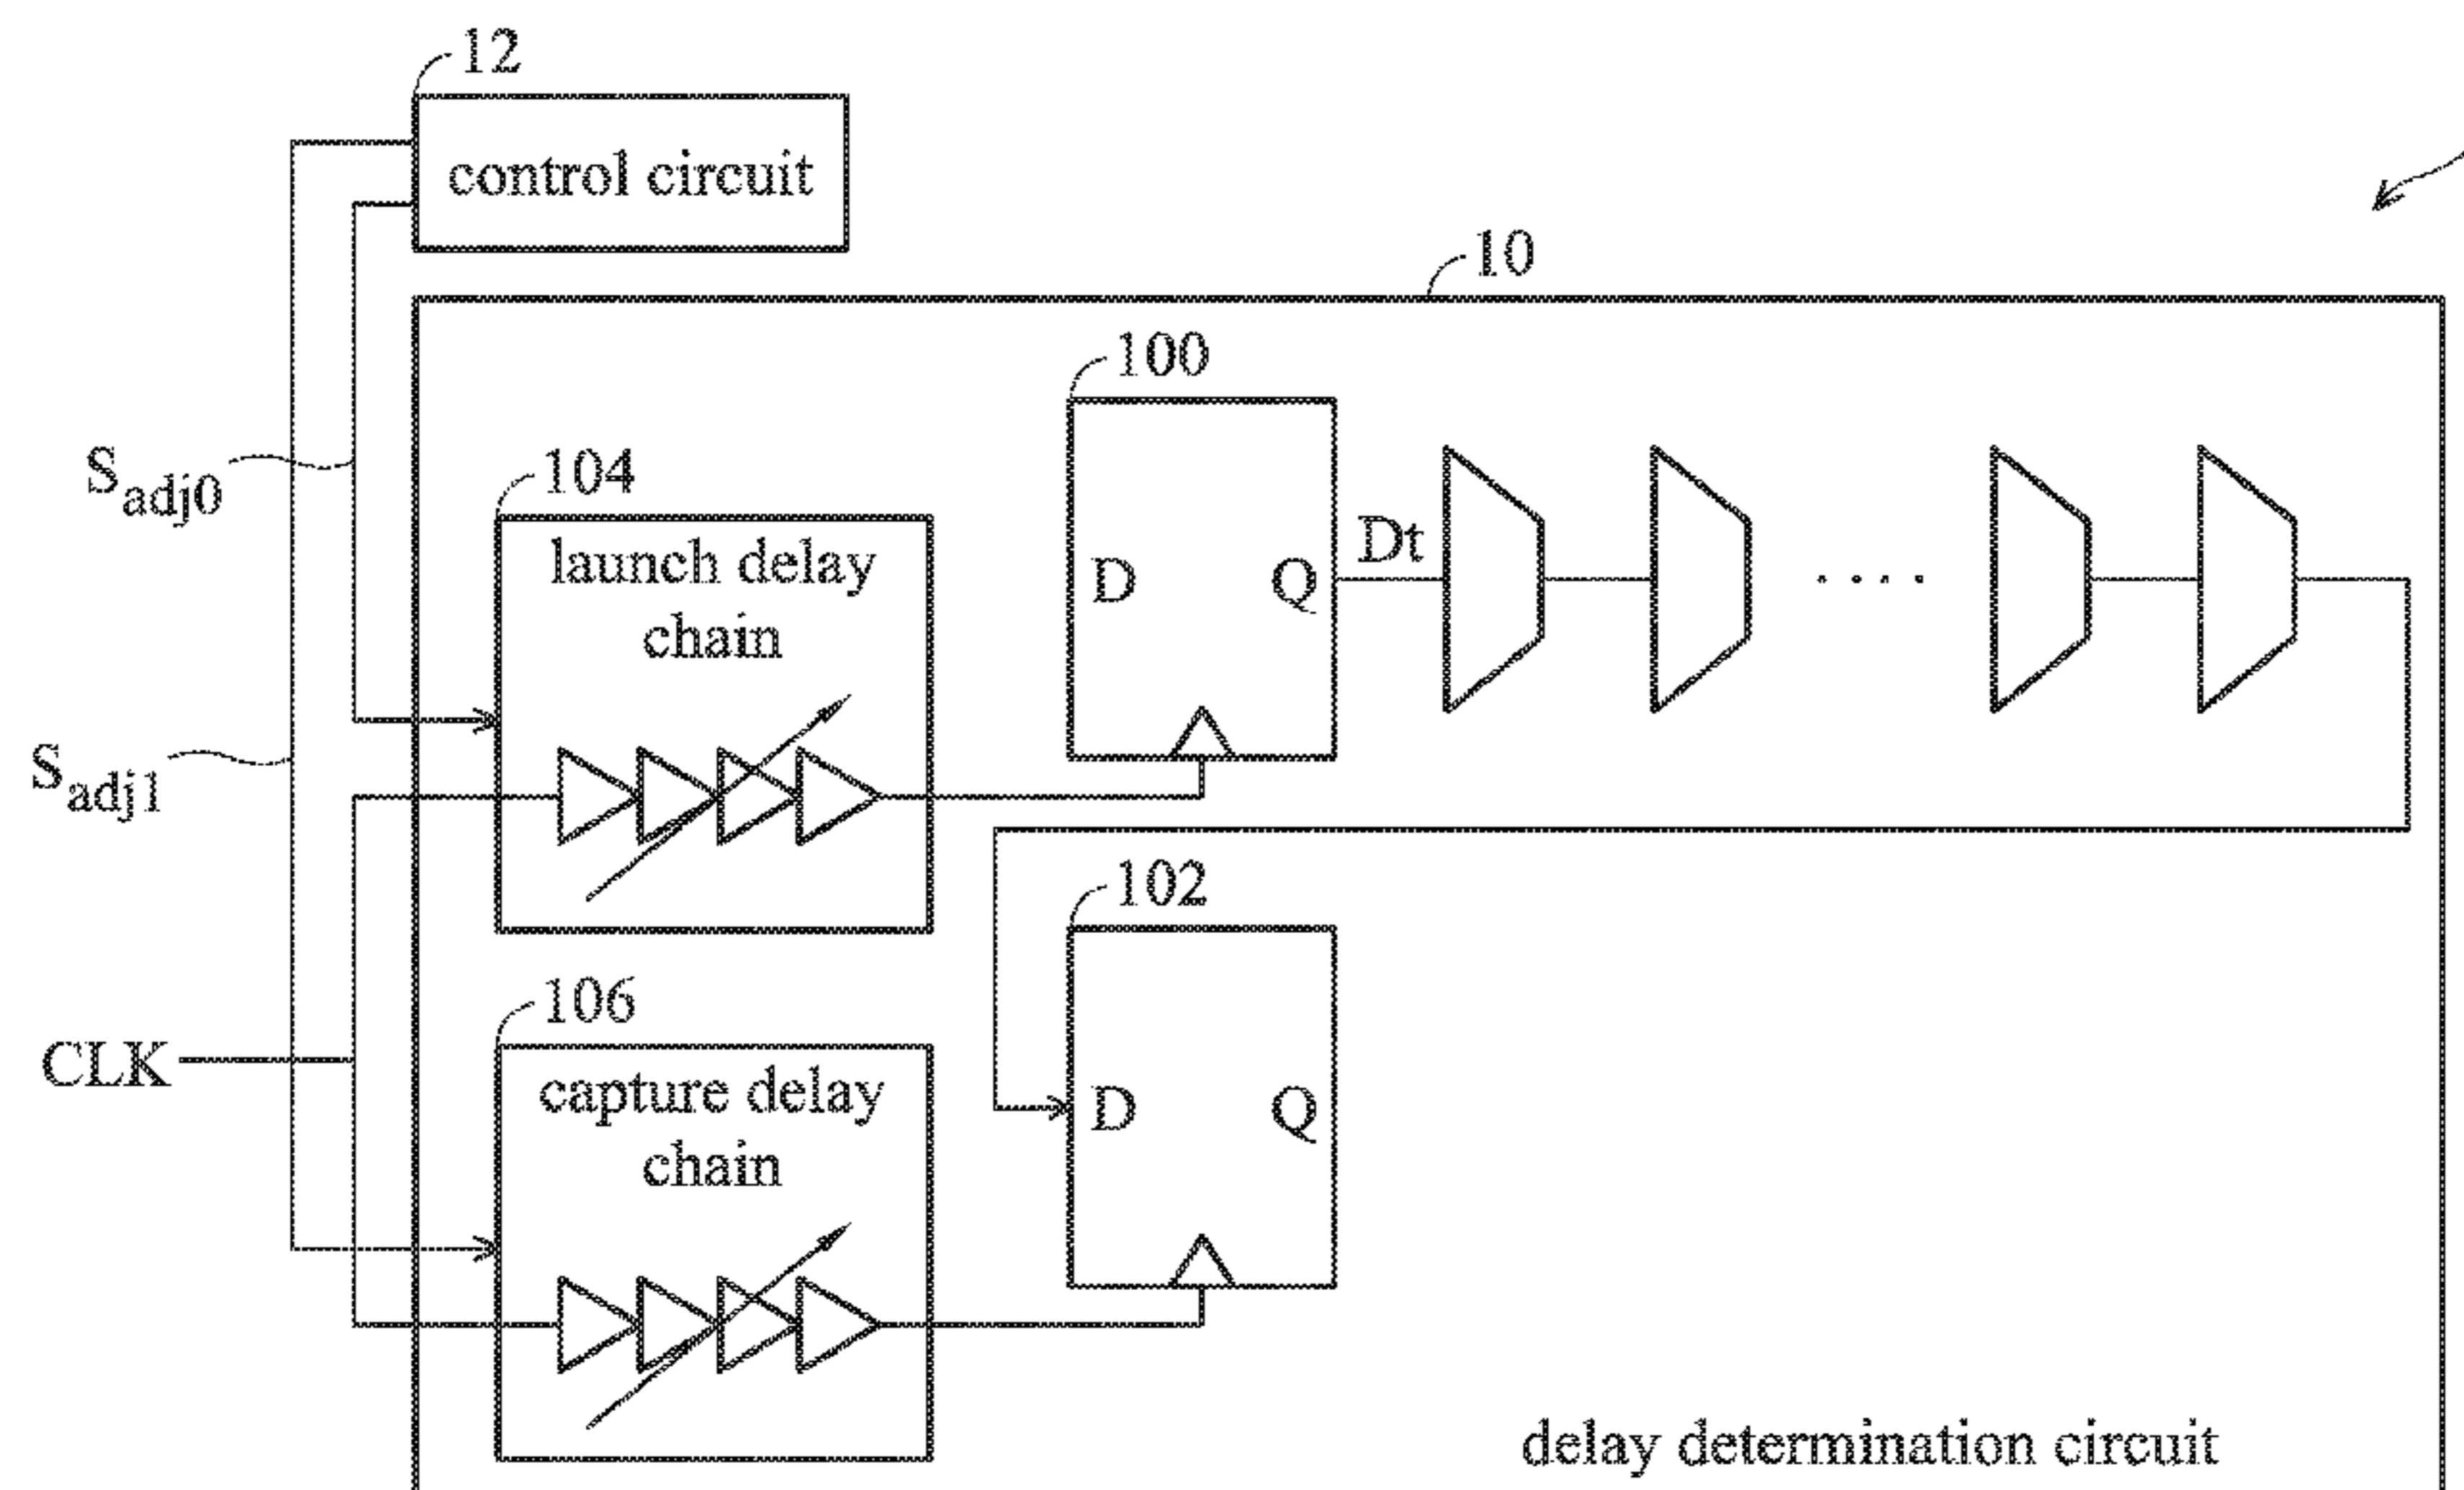 12
control circuit
10
100
S adj0
104
launch delay
chain
D
Q
Dt
S adj1
102
106
CLK
capture delay
chain
D
Q
delay determination circuit